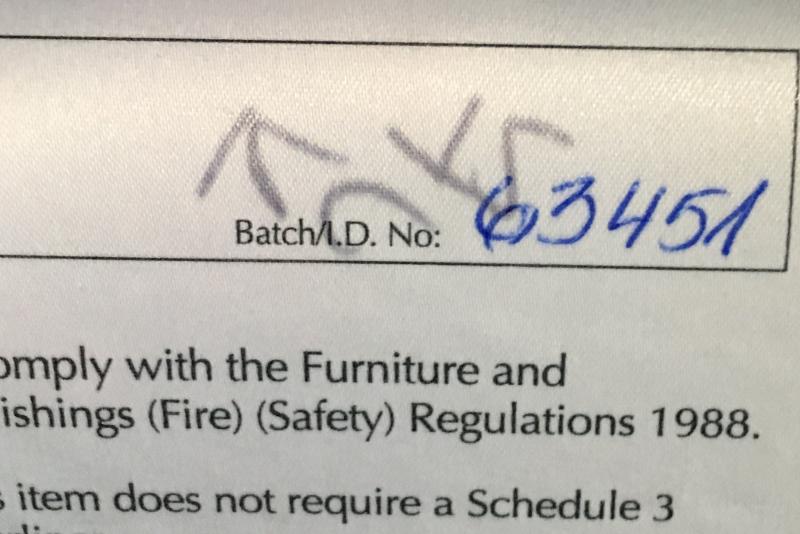 Batch/I.D. No: 63451
omply with the Furniture and
ishings (Fire) (Safety) Regulations 1988.
s item does not require a Schedule 3